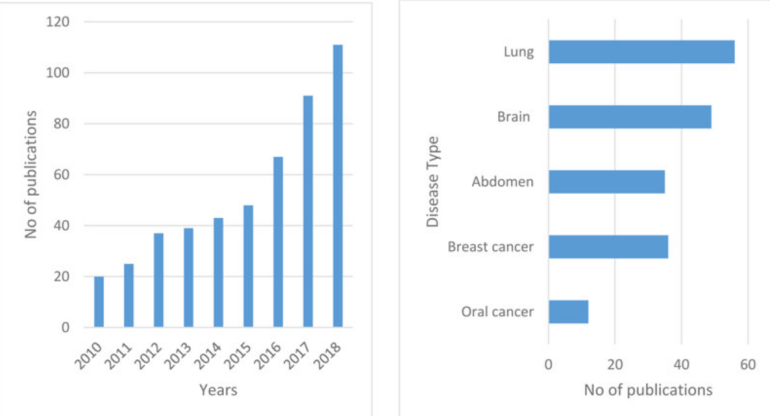 120
100
80
60
40
20
0
No of publications
2010 2011 2012 2013 2014 2015 2016 2017 2018
Years
Disease Type
Lung
Brain
Abdomen
Breast cancer
Oral cancer
0 20 40 60
No of publications